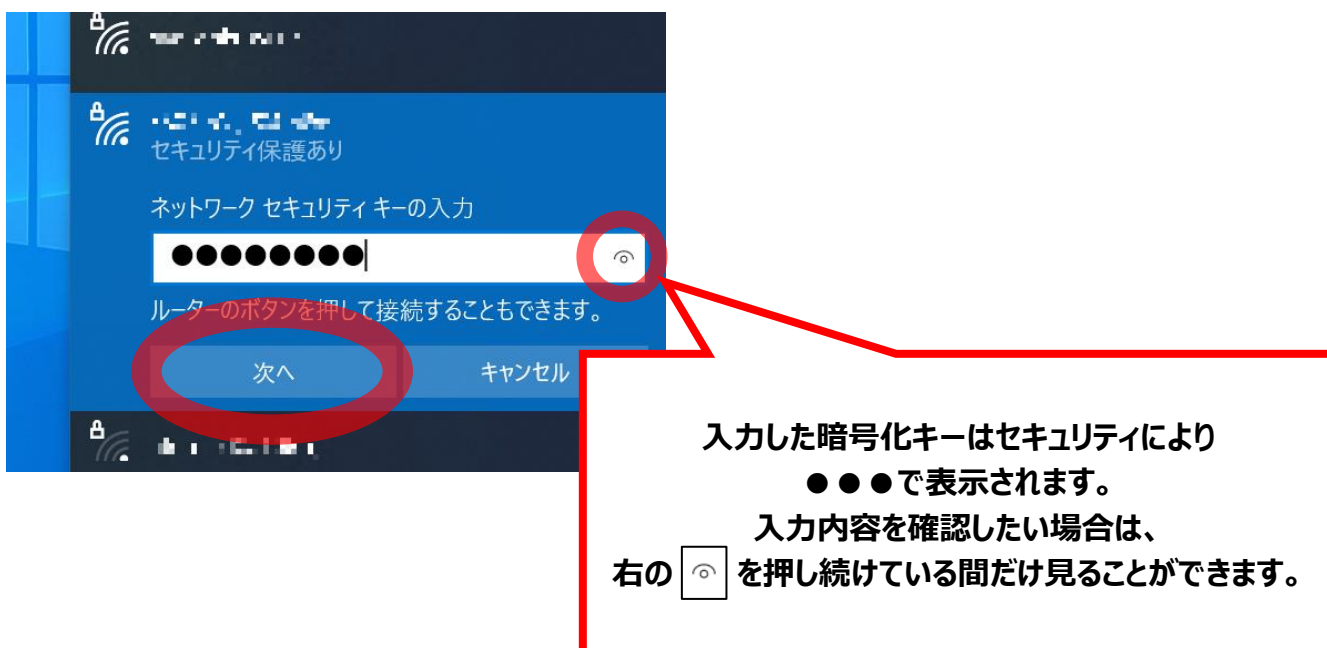 セキュリティ保護あり
ネットワーク セキュリティ キーの入力
●●●●●●●●
ルーターのボタンを押して接続することもできます。
次へ
キャンセル
入力した暗号化キーはセキュリティにより
●●●で表示されます。
入力内容を確認したい場合は、
右の を押し続けている間だけ見ることができます。